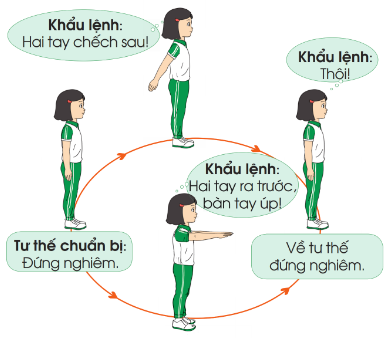 Khẩu lệnh:
Hai tay chếch sau!
Khẩu lệnh:
Thôi!
Khẩu lệnh:
Hai tay ra trước,
bàn tay úp!
Tư thế chuẩn bị:
Đứng nghiêm.
Về tư thế
đứng nghiêm.